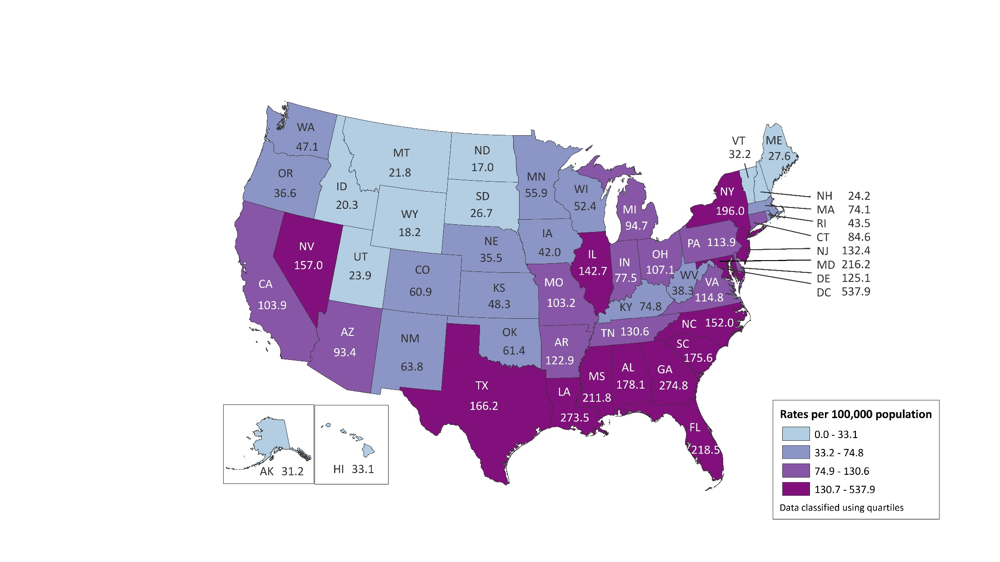 WA
47.1
OR
36.6
CA
103.9
NV
157.0
ID
20.3
MT
21.8
WY
18.2
UT
23.9
AZ
93.4
CO
60.9
NM
63.8
ND
17.0
SD
26.7
NE
35.5
KS
48.3
OK
61.4
TX
166.2
MN
55.9
IA
42.0
MO
103.2
AR
122.9
LA
273.5
WI
52.4
IL
142.7
MI
94.7
IN
77.5
OH
107.1
KY 74.8
TN 130.6
MS
211.8
AL
178.1
GA
274.8
FL
218.5
SC
175.6
NC 152.0
VA
114.8
WV
38.3
PA 113.9
NY
196.0
VT
32.2
ME
27.6
NH 24.2
MA 74.1
RI 43.5
CT 84.6
NJ 132.4
MD 216.2
DE 125.1
DC 537.9
AK 31.2
HI 33.1
Rates per 100,000 population
0.0 - 33.1
33.2 - 74.8
74.9 - 130.6
130.7 - 537.9
Data classified using quartiles